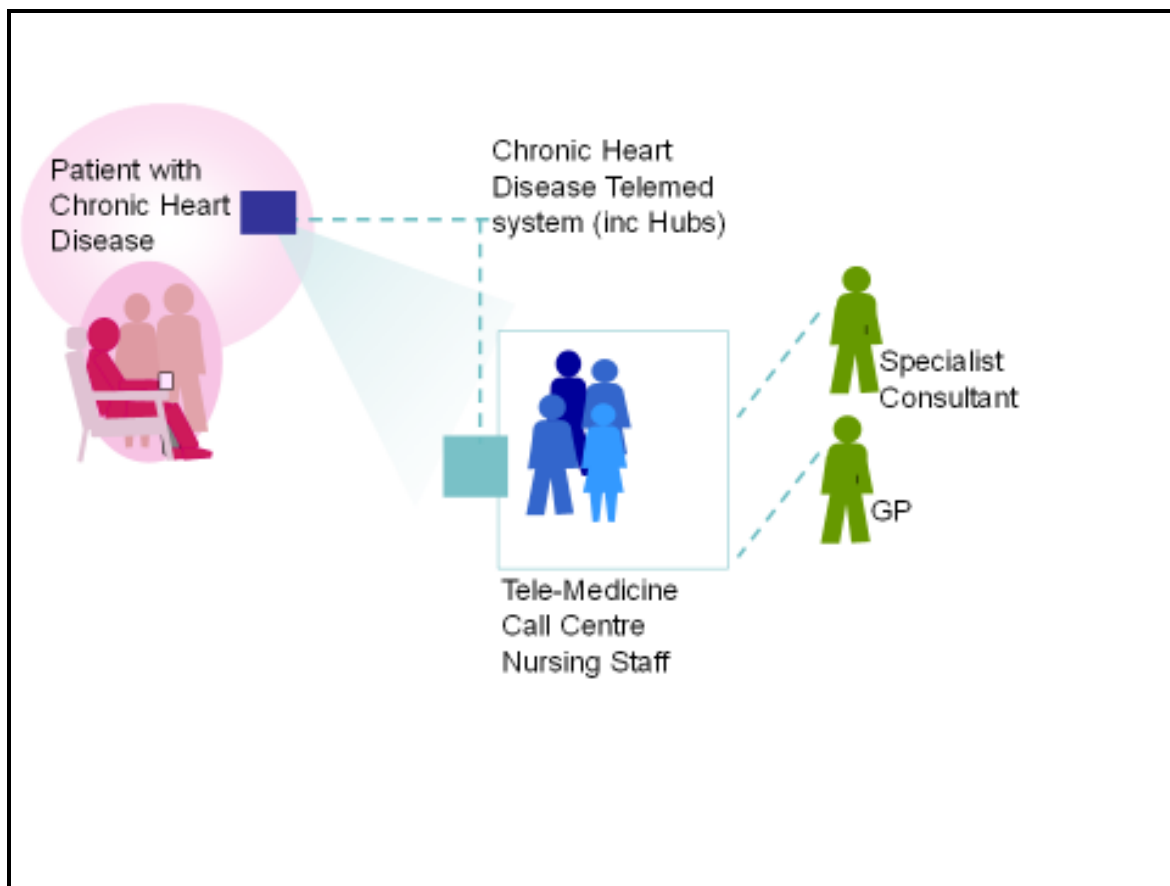 Patient with
Chronic Heart
Disease
Chronic Heart
Disease Telemed
system (inc Hubs)
Specialist
Consultant
GP
Tele-Medicine
Call Centre
Nursing Staff